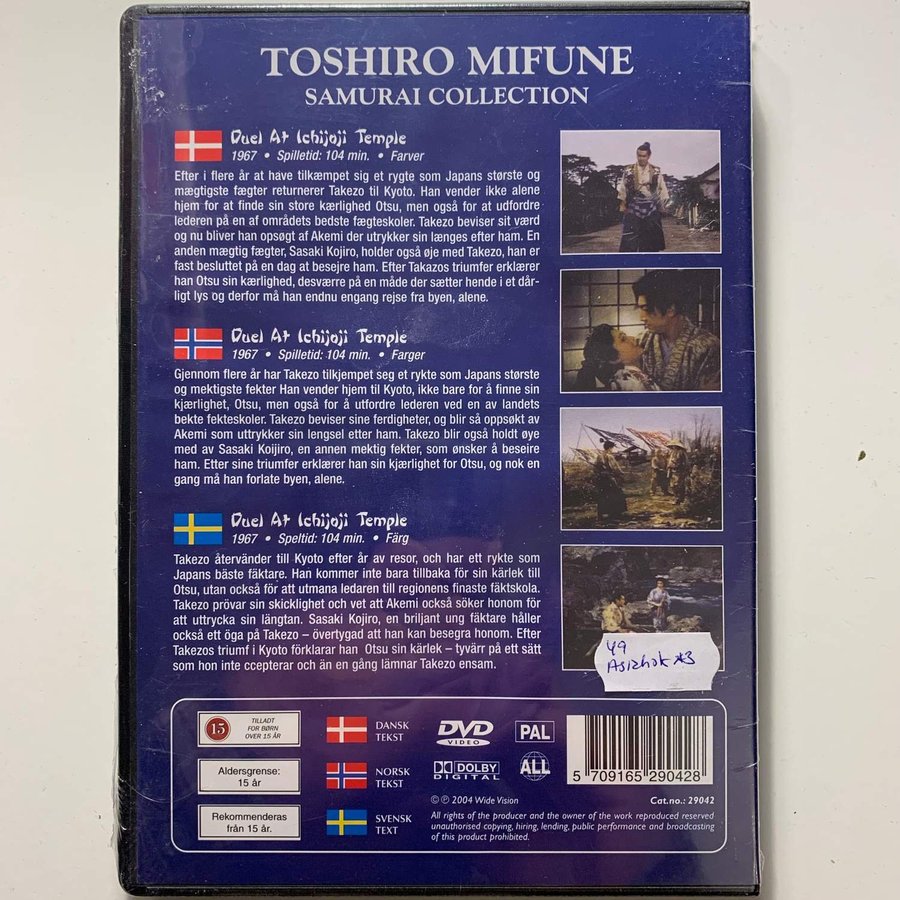 TOSHIRO MIFUNE
SAMURAI COLLECTION
Duel At Ichijoji Temple
1967 • Spilletid: 104 min. • Farver
Efter i flere år at have tilkæmpet sig et rygte som Japans største og
mægtigste fægter returnerer Takezo til Kyoto. Han vender ikke alene
hjem for at finde sin store kærlighed Otsu, men også for at udfordre
lederen på en af områdets bedste fægteskoler. Takezo beviser sit værd
og nu bliver han opsøgt af Akemi der utrykker sin længes efter ham. En
anden mægtig fægter, Sasaki Kojiro, holder også øje med Takezo, han er
fast besluttet på en dag at besejre ham. Efter Takazos triumfer erklærer
han Otsu sin kærlighed, desværre på en måde der sætter hende i et dår-
ligt lys og derfor må han endnu engang rejse fra byen, alene.
Duel At Ichijoji Temple
1967 • Spilletid: 104 min. • Farger
Gjennom flere år har Takezo tilkjempet seg et rykte som Japans største
og mektigste fekter Han vender hjem til Kyoto, ikke bare for å finne sin
kjærlighet, Otsu, men også for å utfordre lederen ved en av landets
bekte fekteskoler. Takezo beviser sine ferdigheter, og blir så oppsøkt av
Akemi som uttrykker sin lengsel etter ham. Takezo blir også holdt øye
med av Sasaki Koijiro, en annen mektig fekter, som ønsker å beseire
ham. Etter sine triumfer erklærer han sin kjærlighet for Otsu, og nok en
gang må han forlate byen, alene.
Duel At Ichijoji Temple
1967 • Speltid: 104 min. • Färg
Takezo återvänder till Kyoto efter år av resor, och har ett rykte som
Japans bäste fäktare. Han kommer inte bara tillbaka för sin kärlek till
Otsu, utan också för att utmana ledaren till regionens finaste fäktskola.
Takezo prövar sin skicklighet och vet att Akemi också söker honom för
att uttrycka sin längtan. Sasaki Kojiro, en briljant ung fäktare håller
också ett öga på Takezo – övertygad att han kan besegra honom. Efter
Takezos triumf i Kyoto förklarar han Otsu sin kärlek – tyvärr på ett sätt
som hon inte ccepterar och än en gång lämnar Takezo ensam.
49
Asizhok *3
15
TILLADT
FOR BØRN
OVER 15 ÅR
Aldersgrense:
15 år
Rekommenderas
från 15 år.
DANSK
TEKST
NORSK
TEKST
SVENSK
TEXT
DVD
VIDEO
PAL
DOLBY
DIGITAL
ALL
5 709165 290428
© ℗ 2004 Wide Vision
Cat.no.: 29042
All rights of the producer and the owner of the work reproduced reserved
unauthorised copying, hiring, lending, public performance and broadcasting
of this product prohibited.